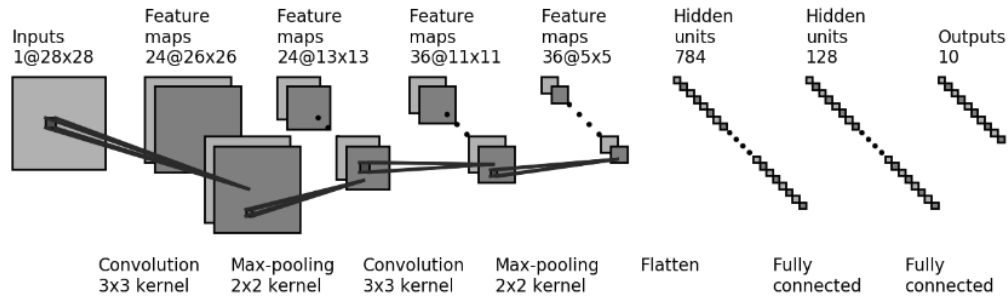 Inputs
1@28x28
Feature
maps
24@26x26
Feature
maps
24@13x13
Feature
maps
36@11x11
Feature
maps
36@5x5
Hidden
units
784
Hidden
units
128
Outputs
10
Convolution
3x3 kernel
Max-pooling
2x2 kernel
Convolution
3x3 kernel
Max-pooling
2x2 kernel
Flatten
Fully
connected
Fully
connected